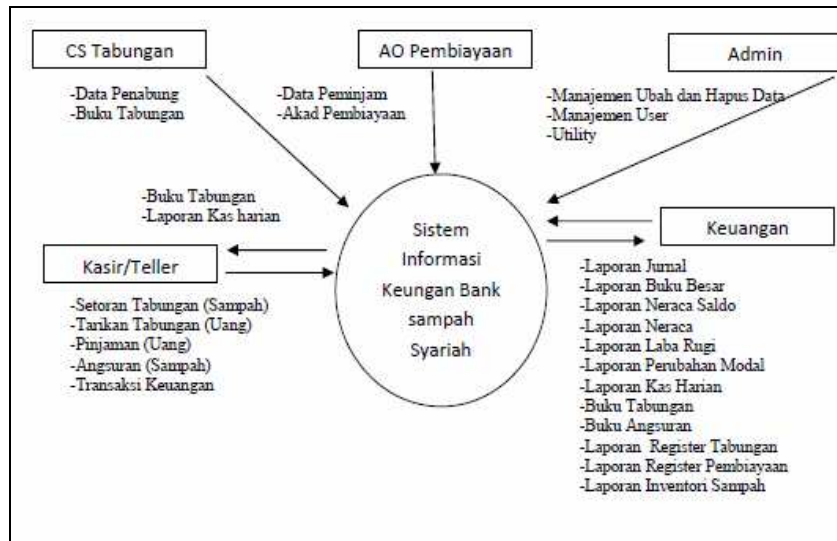 CS Tabungan
AO Pembiayaan
Admin
-Data Penabung
-Buku Tabungan
-Data Peminjam
-Akad Pembiayaan
-Manajemen Ubah dan Hapus Data
-Manajemen User
-Utility
-Buku Tabungan
-Laporan Kas harian
Kasir/Teller
-Setoran Tabungan (Sampah)
-Tarikan Tabungan (Uang)
-Pinjaman (Uang)
-Angsuran (Sampah)
-Transaksi Keuangan
Sistem
Informasi
Keungan Bank
sampah
Syariah
Keuangan
-Laporan Jurnal
-Laporan Buku Besar
-Laporan Neraca Saldo
-Laporan Neraca
-Laporan Laba Rugi
-Laporan Perubahan Modal
-Laporan Kas Harian
-Buku Tabungan
-Buku Angsuran
-Laporan Register Tabungan
-Laporan Register Pembiayaan
-Laporan Inventori Sampah